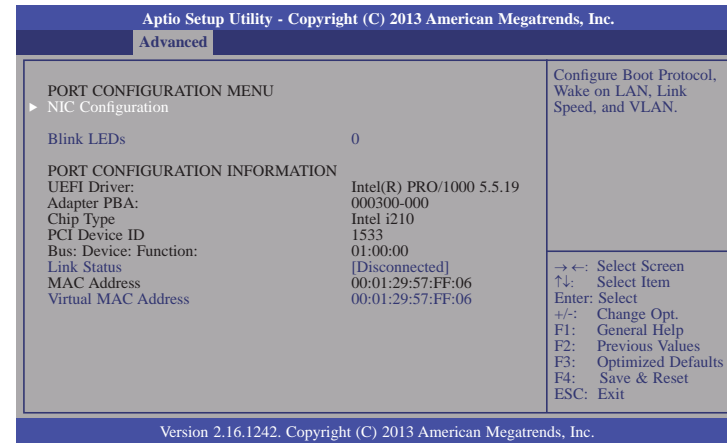 Aptio Setup Utility - Copyright (C) 2013 American Megatrends, Inc.
Advanced
PORT CONFIGURATION MENU
► NIC Configuration
Blink LEDs 0
PORT CONFIGURATION INFORMATION
UEFI Driver: Intel(R) PRO/1000 5.5.19
Adapter PBA: 000300-000
Chip Type Intel i210
PCI Device ID 1533
Bus: Device: Function: 01:00:00
Link Status [Disconnected]
MAC Address 00:01:29:57:FF:06
Virtual MAC Address 00:01:29:57:FF:06
Configure Boot Protocol,
Wake on LAN, Link
Speed, and VLAN.
→←: Select Screen
↑↓: Select Item
Enter: Select
+/-: Change Opt.
F1: General Help
F2: Previous Values
F3: Optimized Defaults
F4: Save & Reset
ESC: Exit
Version 2.16.1242. Copyright (C) 2013 American Megatrends, Inc.